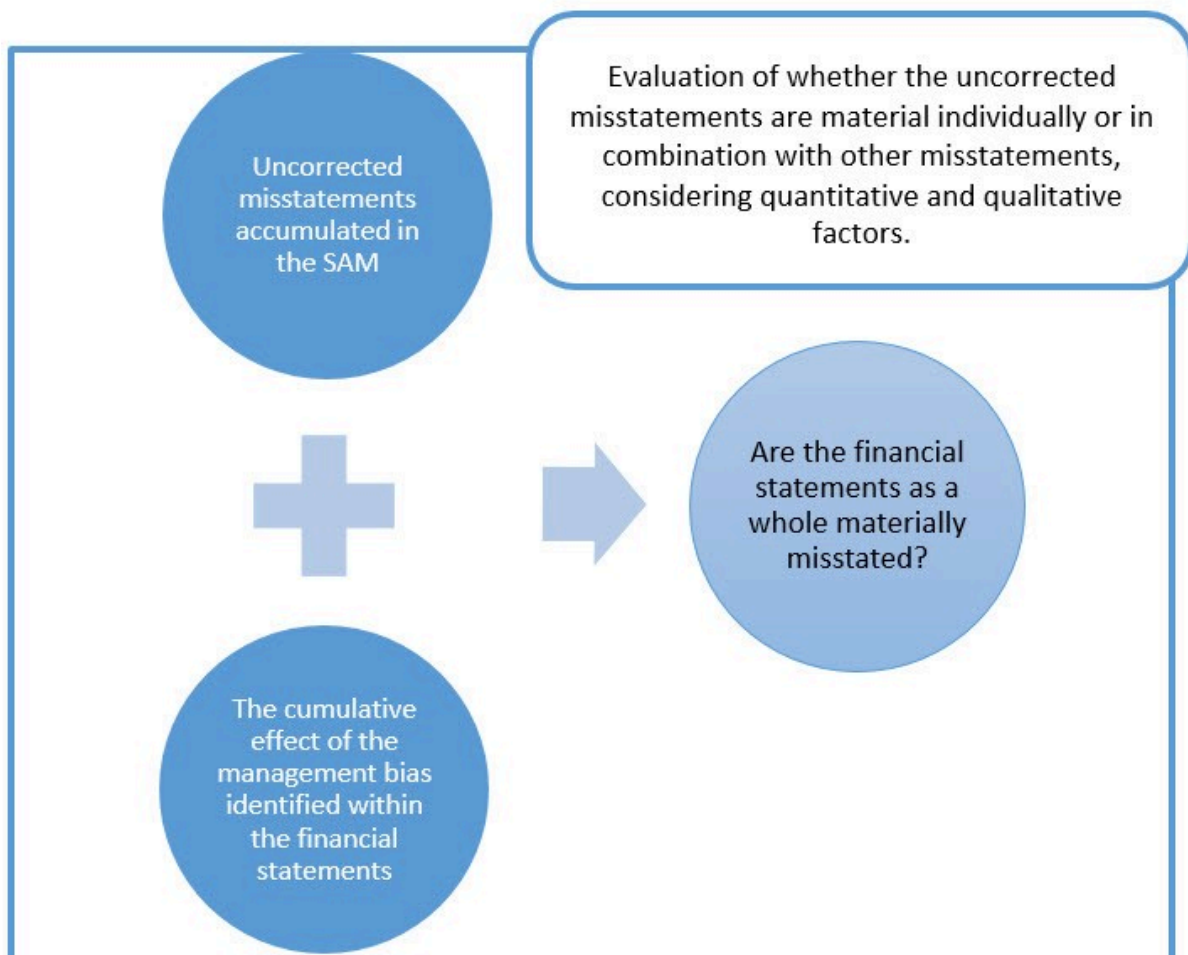 Evaluation of whether the uncorrected
misstatements are material individually or in
combination with other misstatements,
considering quantitative and qualitative
factors.
Uncorrected
misstatements
accumulated in
the SAM
Are the financial
statements as a
whole materially
misstated?
The cumulative
effect of the
management bias
identified within
the financial
statements